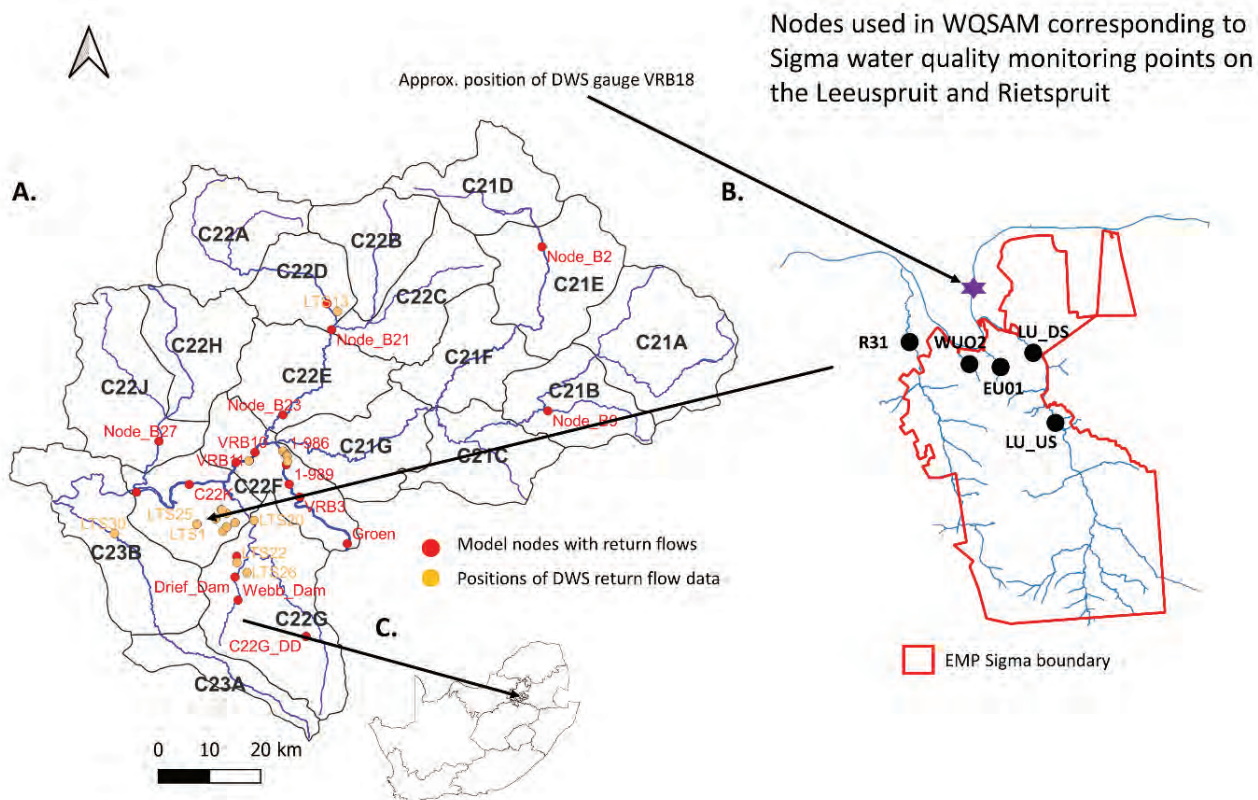 Nodes used in WQSAM corresponding to
Sigma water quality monitoring points on
the Leeuspruit and Rietspruit
Approx. position of DWS gauge VRB18
A.
B.
C21D
C22A
C22B
Node_B2
C22D
C21E
C22C
LTS13
Node_B21
C21A
C22H
C21F
C22E
C22J
C21B
Node_B23
Node_B9
Node_B27
VRB10
1-986
C21G
VRB11
C21C
1-989
C22F
C22K
VRB3
LTS25
LTS20
LTS1
LTS30
Groen
C23B
LTS22
LTS26
Drief_Dam
Webb_Dam
C22G
C22G_DD
C23A
Model nodes with return flows
Positions of DWS return flow data
C.
0 10 20 km
R31
WUO2
LU_DS
EU01
LU_US
EMP Sigma boundary